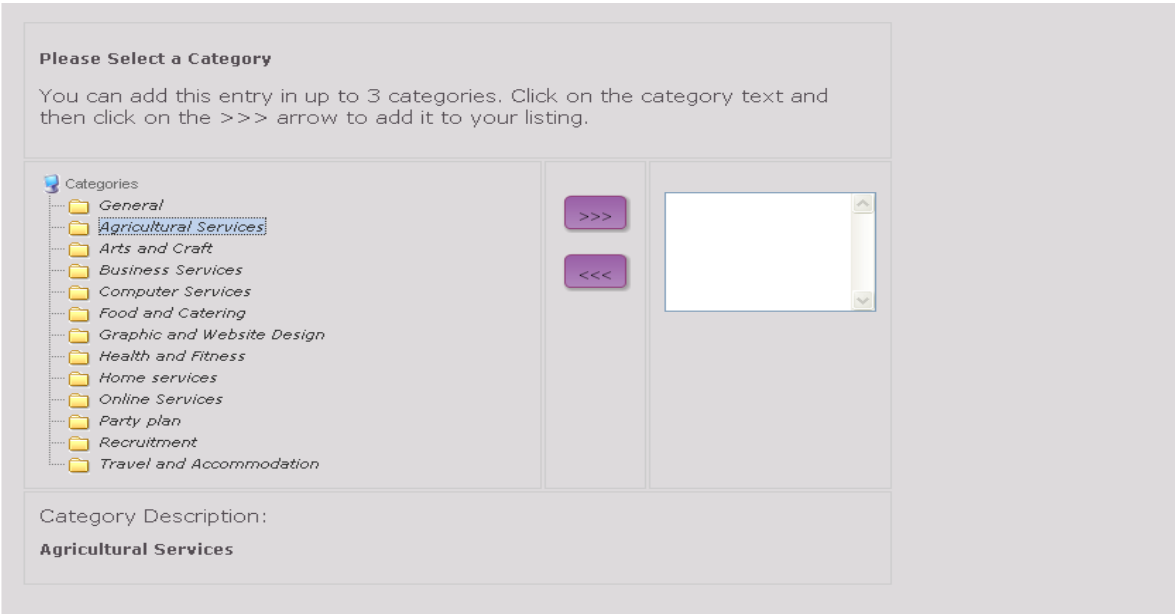 Please Select a Category
You can add this entry in up to 3 categories. Click on the category text and
then click on the >>> arrow to add it to your listing.
Categories
General
Agricultural Services
Arts and Craft
Business Services
Computer Services
Food and Catering
Graphic and Website Design
Health and Fitness
Home services
Online Services
Party plan
Recruitment
Travel and Accommodation
>>>
<<<
Category Description:
Agricultural Services